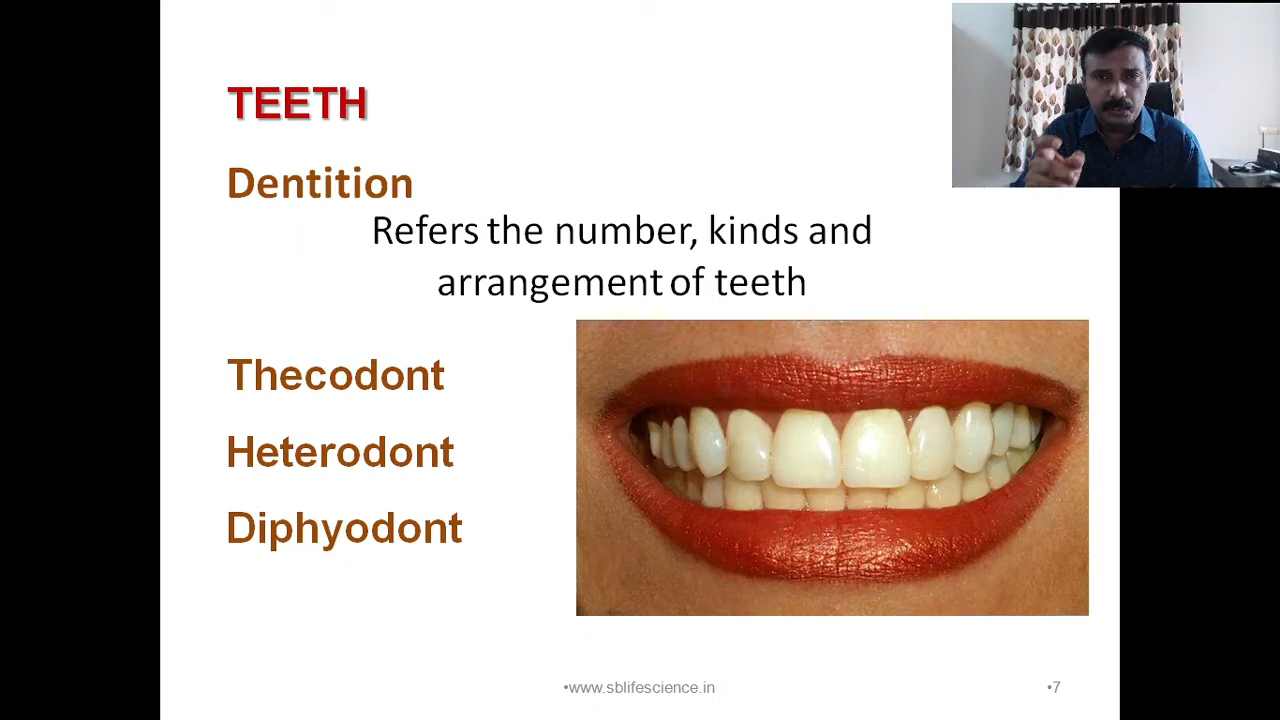 TEETH
Dentition
Refers the number, kinds and
arrangement of teeth
Thecodont
Heterodont
Diphyodont
•www.sblifescience.in
•7